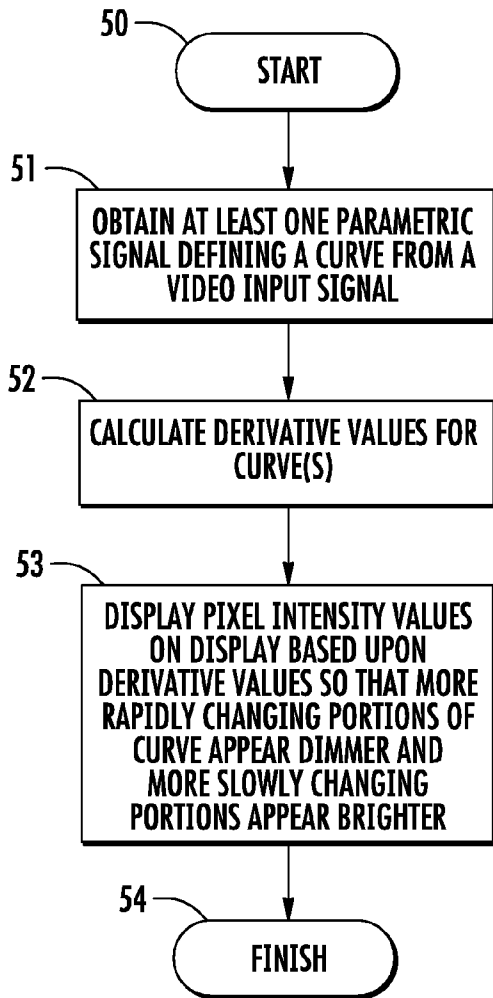 50
START
51
OBTAIN AT LEAST ONE PARAMETRIC
SIGNAL DEFINING A CURVE FROM A
VIDEO INPUT SIGNAL
52
CALCULATE DERIVATIVE VALUES FOR
CURVE(S)
53
DISPLAY PIXEL INTENSITY VALUES
ON DISPLAY BASED UPON
DERIVATIVE VALUES SO THAT MORE
RAPIDLY CHANGING PORTIONS OF
CURVE APPEAR DIMMER AND
MORE SLOWLY CHANGING
PORTIONS APPEAR BRIGHTER
54
FINISH